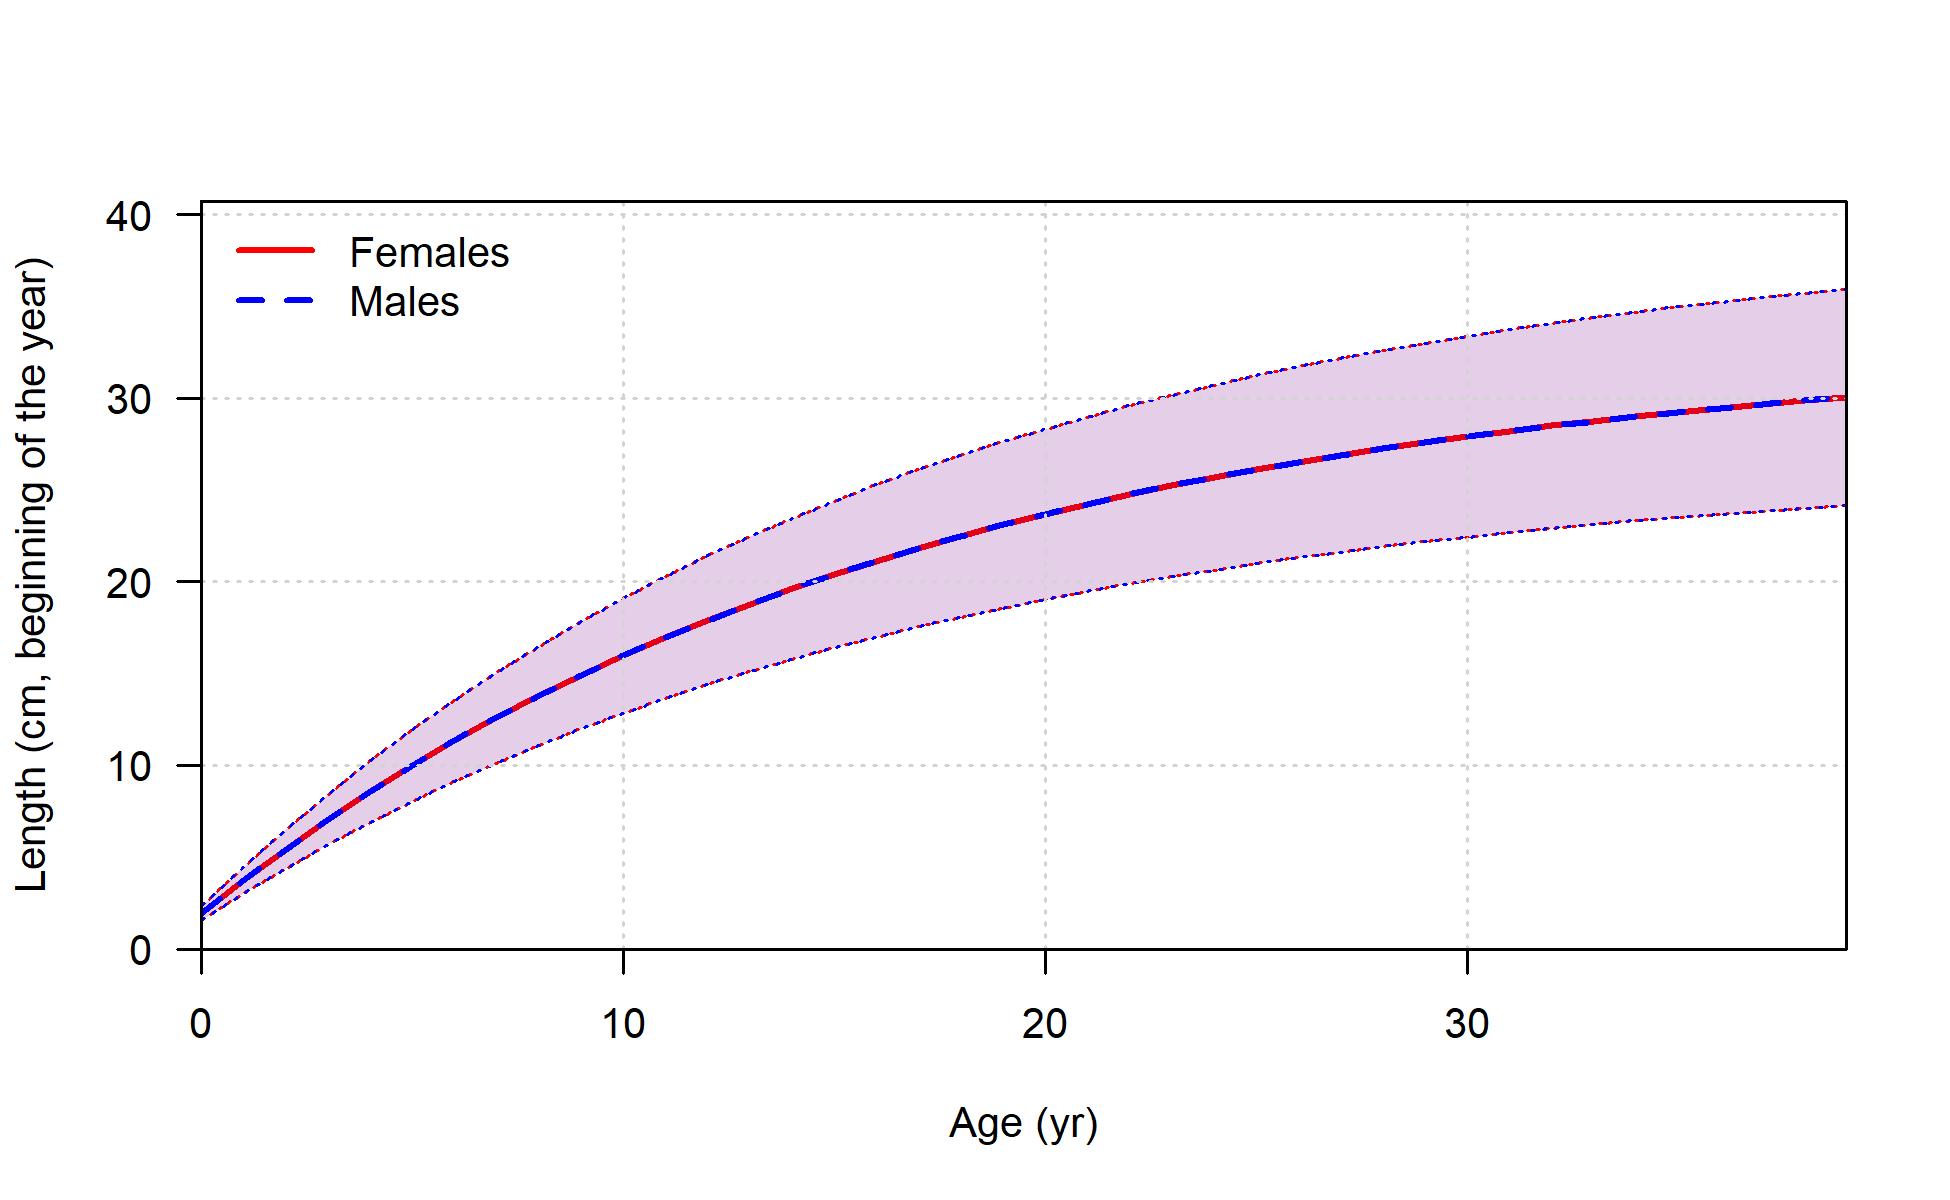 Length (cm, beginning of the year)
40
30
20
10
0
Females
Males
0 10 20 30
Age (yr)